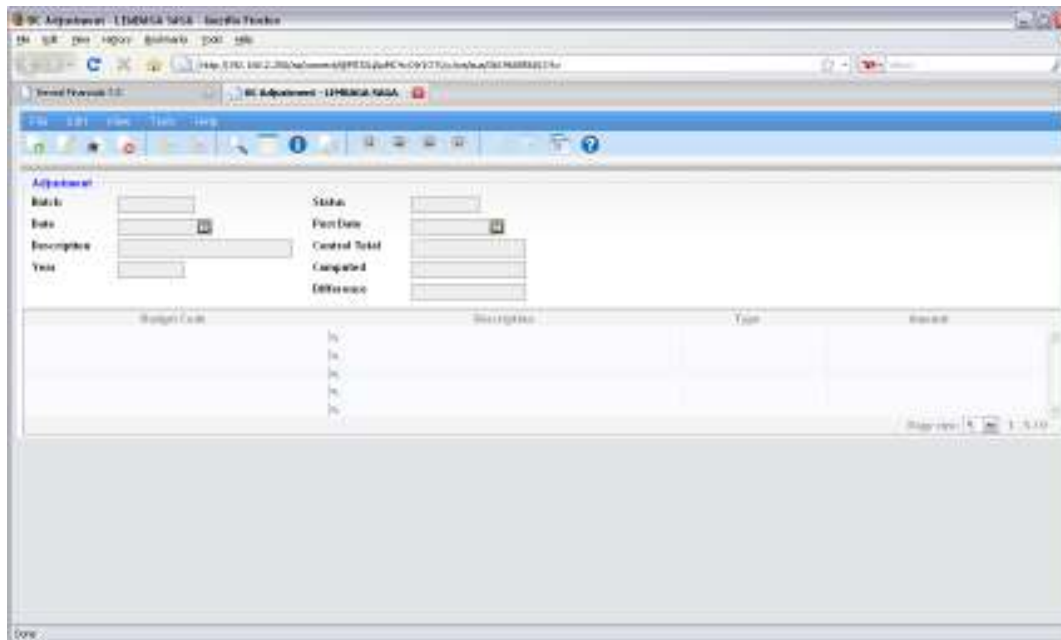 BC Adjustment - LEMBAGA SAGA - Mozilla Firefox
File Edit View History Bookmarks Tools Help
BC Adjustment - LEMBAGA SAGA
File Edit View Tools Help
Adjustment
Batch Status
Date Post Date
Description Control Total
Year Computed
Difference
Budget Code Description Type Amount
Page size: 5
Done